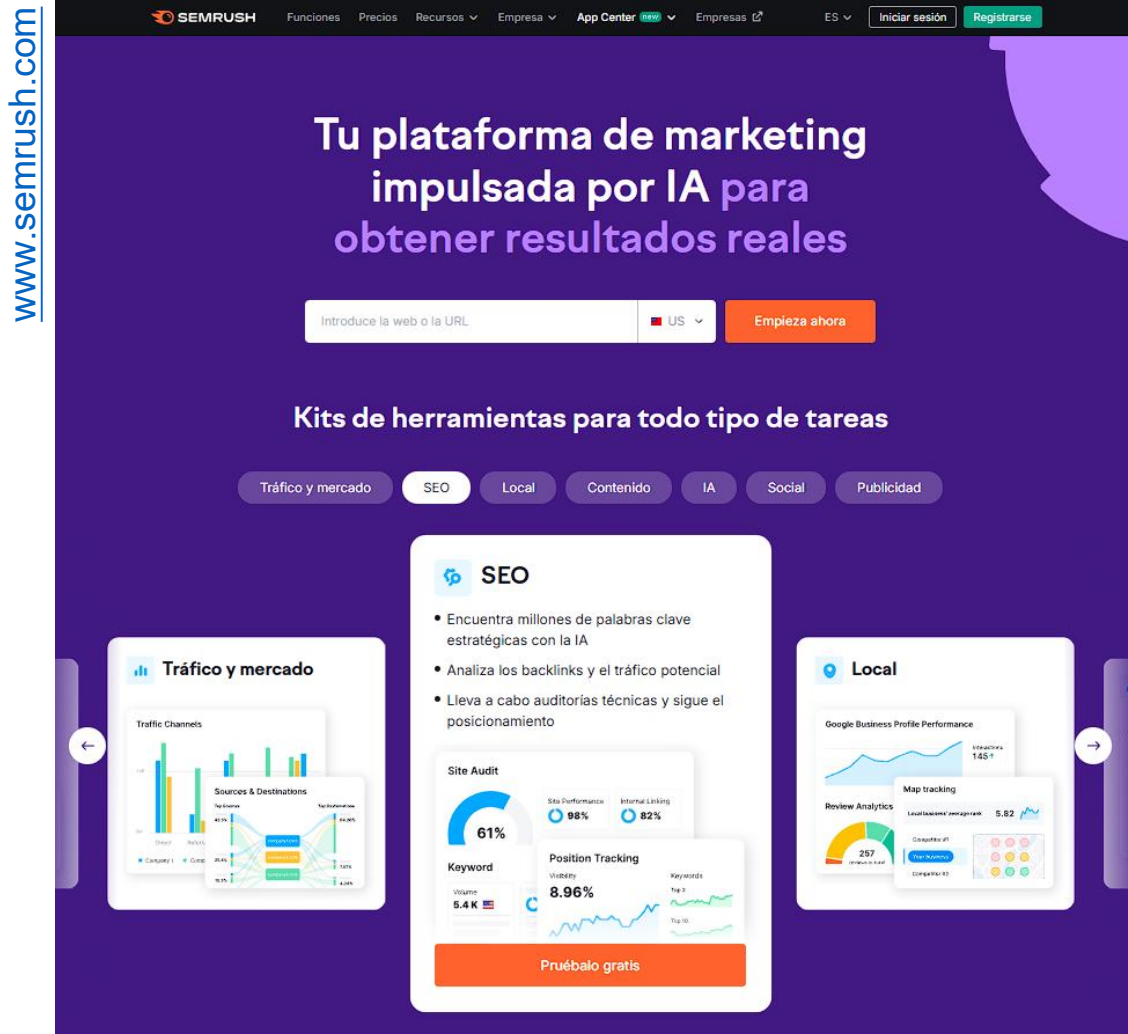 www.semrush.com
SEMRUSH
Funciones
Precios
Recursos
Empresa
App Center new
Empresas
ES
Iniciar sesión
Registrarse
Tu plataforma de marketing
impulsada por IA para
obtener resultados reales
Introduce la web o la URL
US
Empieza ahora
Kits de herramientas para todo tipo de tareas
Tráfico y mercado
SEO
Local
Contenido
IA
Social
Publicidad
Tráfico y mercado
Traffic Channels
Sources & Destinations
SEO
Encuentra millones de palabras clave
estratégicas con la IA
Analiza los backlinks y el tráfico potencial
Lleva a cabo auditorías técnicas y sigue el
posicionamiento
Site Audit
61%
Site Performance
98%
Internal Linking
82%
Keyword
Volume
5.4 K
Position Tracking
Visibility
8.96%
Keywords
Top 3
Top 10
Pruébalo gratis
Local
Google Business Profile Performance
Interactions
145
Review Analytics
257
Map tracking
Local business' average rank
5.82
Competitor #1
Your Business
Competitor #3